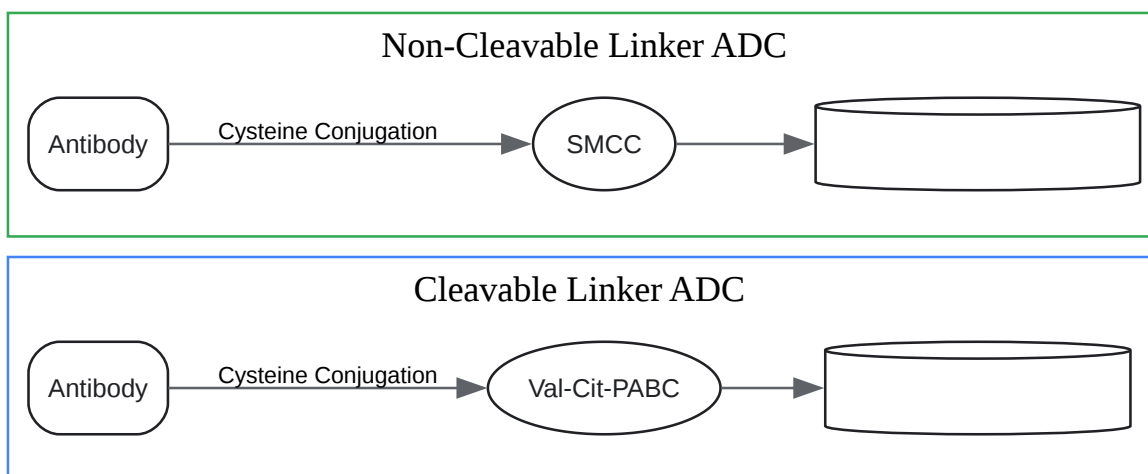 Non-Cleavable Linker ADC
Antibody
Cysteine Conjugation
SMCC
Cleavable Linker ADC
Antibody
Cysteine Conjugation
Val-Cit-PABC